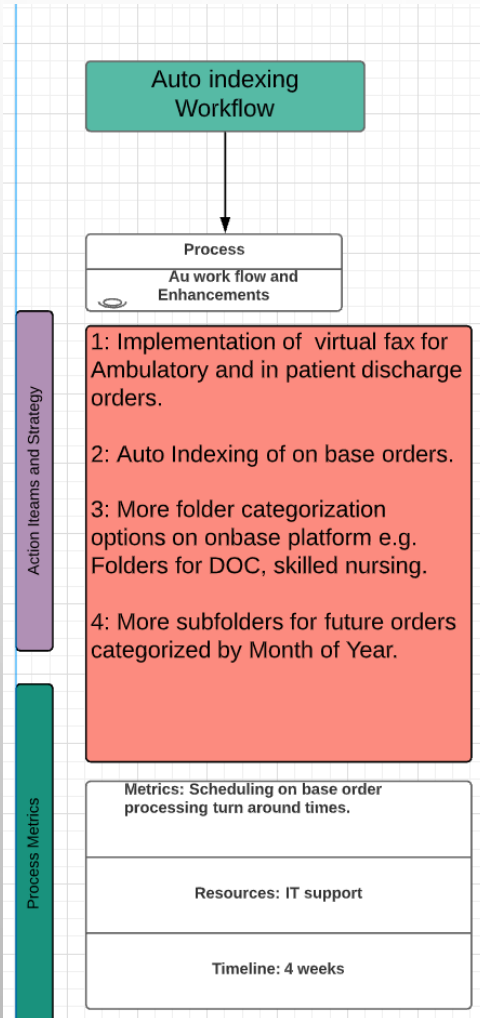 Auto indexing
Workflow
Process
Au work flow and
Enhancements
Action Iteams and Strategy
1: Implementation of  virtual fax for
Ambulatory and in patient discharge
orders.
2: Auto Indexing of on base orders.
3: More folder categorization
options on onbase platform e.g.
Folders for DOC, skilled nursing.
4: More subfolders for future orders
categorized by Month of Year.
Process Metrics
Metrics: Scheduling on base order
processing turn around times.
Resources: IT support
Timeline: 4 weeks